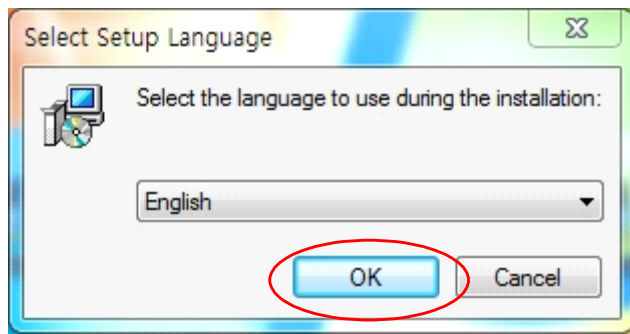 Select Setup Language
Select the language to use during the installation:
English
OK
Cancel